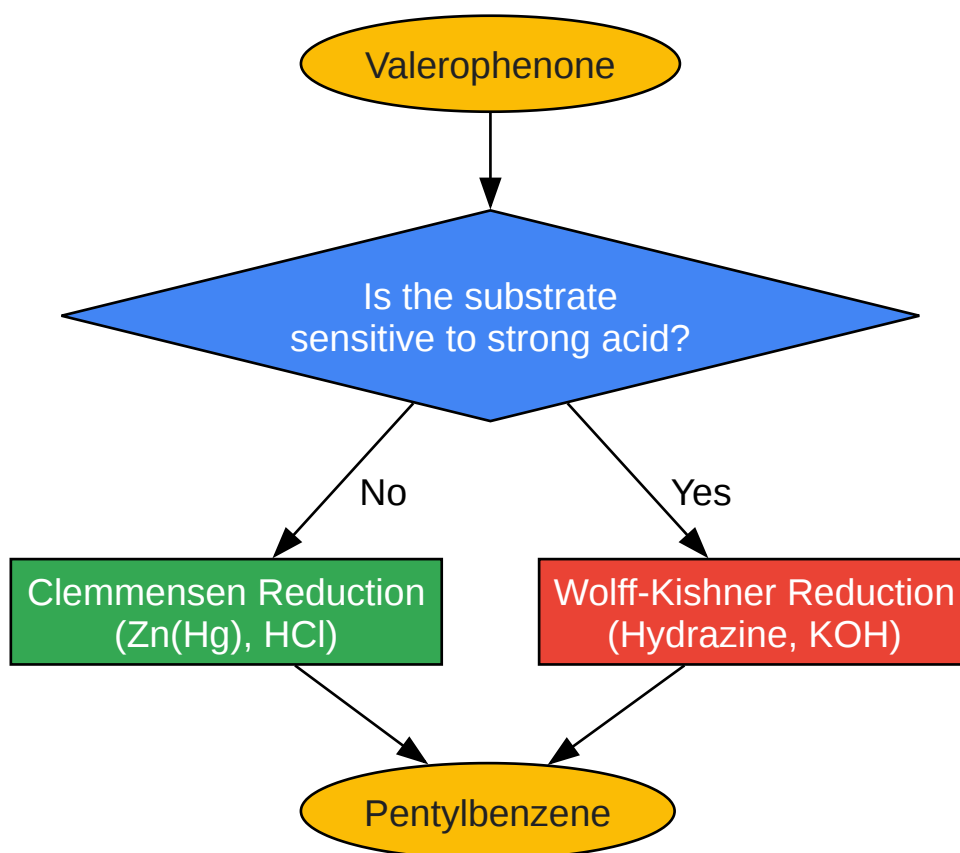 Valerophenone
Is the substrate
sensitive to strong acid?
No
Yes
Clemmensen Reduction
(Zn(Hg), HCl)
Wolff-Kishner Reduction
(Hydrazine, KOH)
Pentylbenzene